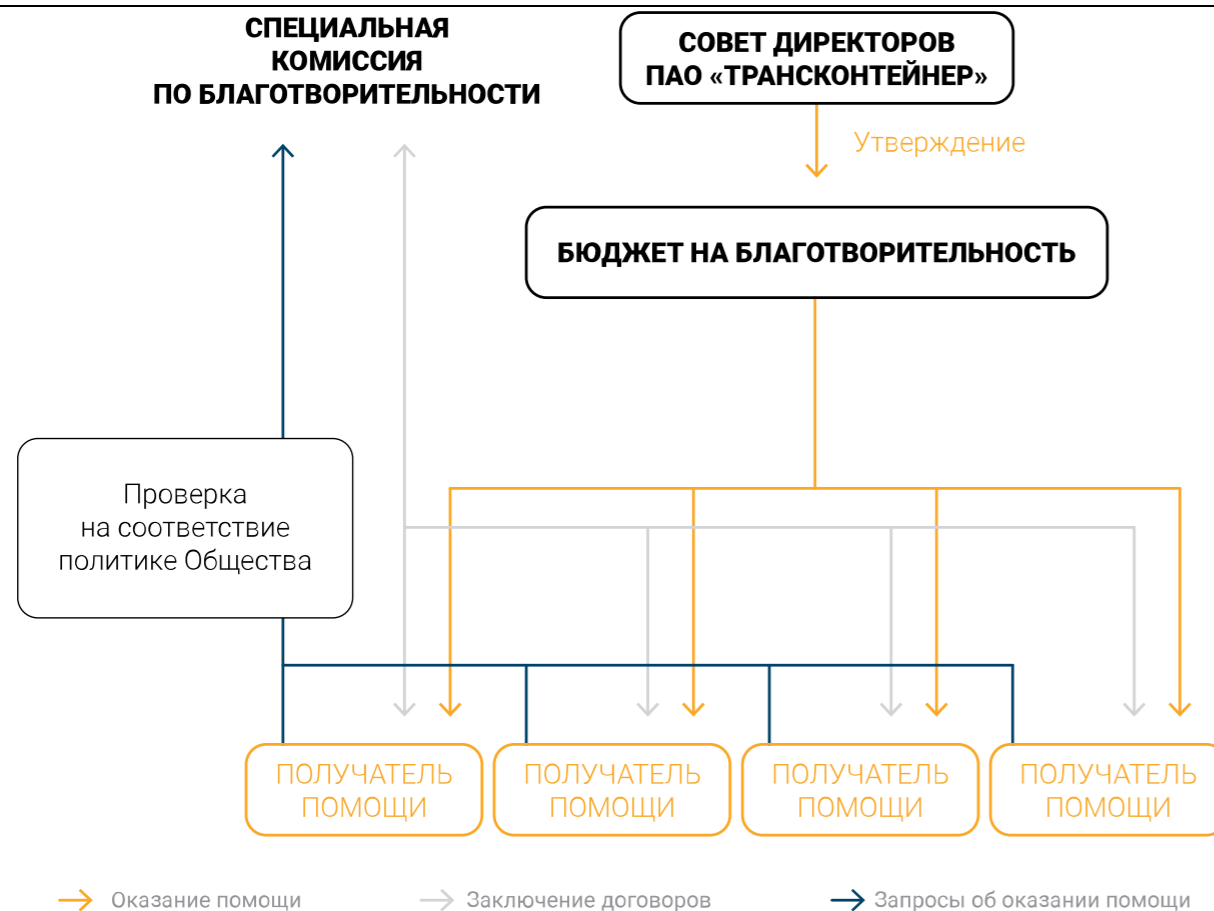 СПЕЦИАЛЬНАЯ
КОМИССИЯ
ПО БЛАГОТВОРИТЕЛЬНОСТИ
СОВЕТ ДИРЕКТОРОВ
ПАО «ТРАНСКОНТЕЙНЕР»
Утверждение
БЮДЖЕТ НА БЛАГОТВОРИТЕЛЬНОСТЬ
Проверка
на соответствие
политике Общества
ПОЛУЧАТЕЛЬ
ПОМОЩИ
ПОЛУЧАТЕЛЬ
ПОМОЩИ
ПОЛУЧАТЕЛЬ
ПОМОЩИ
ПОЛУЧАТЕЛЬ
ПОМОЩИ
Оказание помощи
Заключение договоров
Запросы об оказании помощи